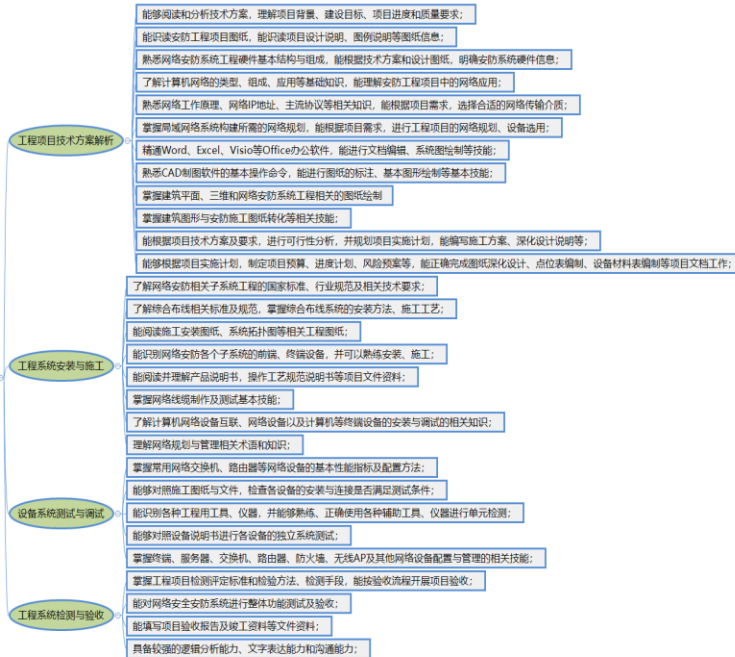 工程项目技术方案解析
能够阅读和分析技术方案，理解项目背景、建设目标、项目进度和质量要求；
能识读安防工程项目图纸，能识读项目设计说明、图例说明等图纸信息；
熟悉网络安防系统工程硬件基本结构与组成，能根据技术方案和设计图纸，明确安防系统硬件信息；
了解计算机网络的类型、组成、应用等基础知识，能理解安防工程项目中的网络应用；
熟悉网络工作原理、网络IP地址、主流协议等相关知识，能根据项目需求，选择合适的网络传输介质；
掌握局域网络系统构建所需的网络规划，能根据项目需求，进行工程项目的网络规划、设备选用；
精通Word、Excel、Visio等Office办公软件，能进行文档编辑、系统图绘制等技能；
熟悉CAD制图软件的基本操作命令，能进行图纸的标注、基本图形绘制等基本技能；
掌握建筑平面、三维和网络安防系统工程相关的图纸绘制
掌握建筑图形与安防施工图纸转化等相关技能；
能根据项目技术方案及要求，进行可行性分析，并规划项目实施计划，能编写施工方案、深化设计说明等；
能够根据项目实施计划，制定项目预算、进度计划、风险预案等，能正确完成图纸深化设计、点位表编制、设备材料表编制等项目文档工作；
工程系统安装与施工
了解网络安防相关子系统工程的国家标准、行业规范及相关技术要求；
了解综合布线相关标准及规范，掌握综合布线系统的安装方法、施工工艺；
能阅读施工安装图纸、系统拓扑图等相关工程图纸；
能识别网络安防各个子系统的前端、终端设备，并可以熟练安装、施工；
能阅读并理解产品说明书，操作工艺规范说明书等项目文件资料；
掌握网络线缆制作及测试基本技能；
了解计算机网络设备互联、网络设备以及计算机等终端设备的安装与调试的相关知识；
理解网络规划与管理相关术语和知识；
设备系统测试与调试
掌握常用网络交换机、路由器等网络设备的基本性能指标及配置方法；
能够对照施工图纸与文件，检查各设备的安装与连接是否满足测试条件；
能识别各种工程用工具、仪器，并能够熟练、正确使用各种辅助工具、仪器进行单元检测；
能够对照设备说明书进行各设备的独立系统测试；
掌握终端、服务器、交换机、路由器、防火墙、无线AP及其他网络设备配置与管理的相关技能；
工程系统检测与验收
掌握工程项目检测评定标准和检验方法、检测手段，能按验收流程开展项目验收；
能对网络安全安防系统进行整体功能测试及验收；
能填写项目验收报告及竣工资料等文件资料；
具备较强的逻辑分析能力、文字表达能力和沟通能力；